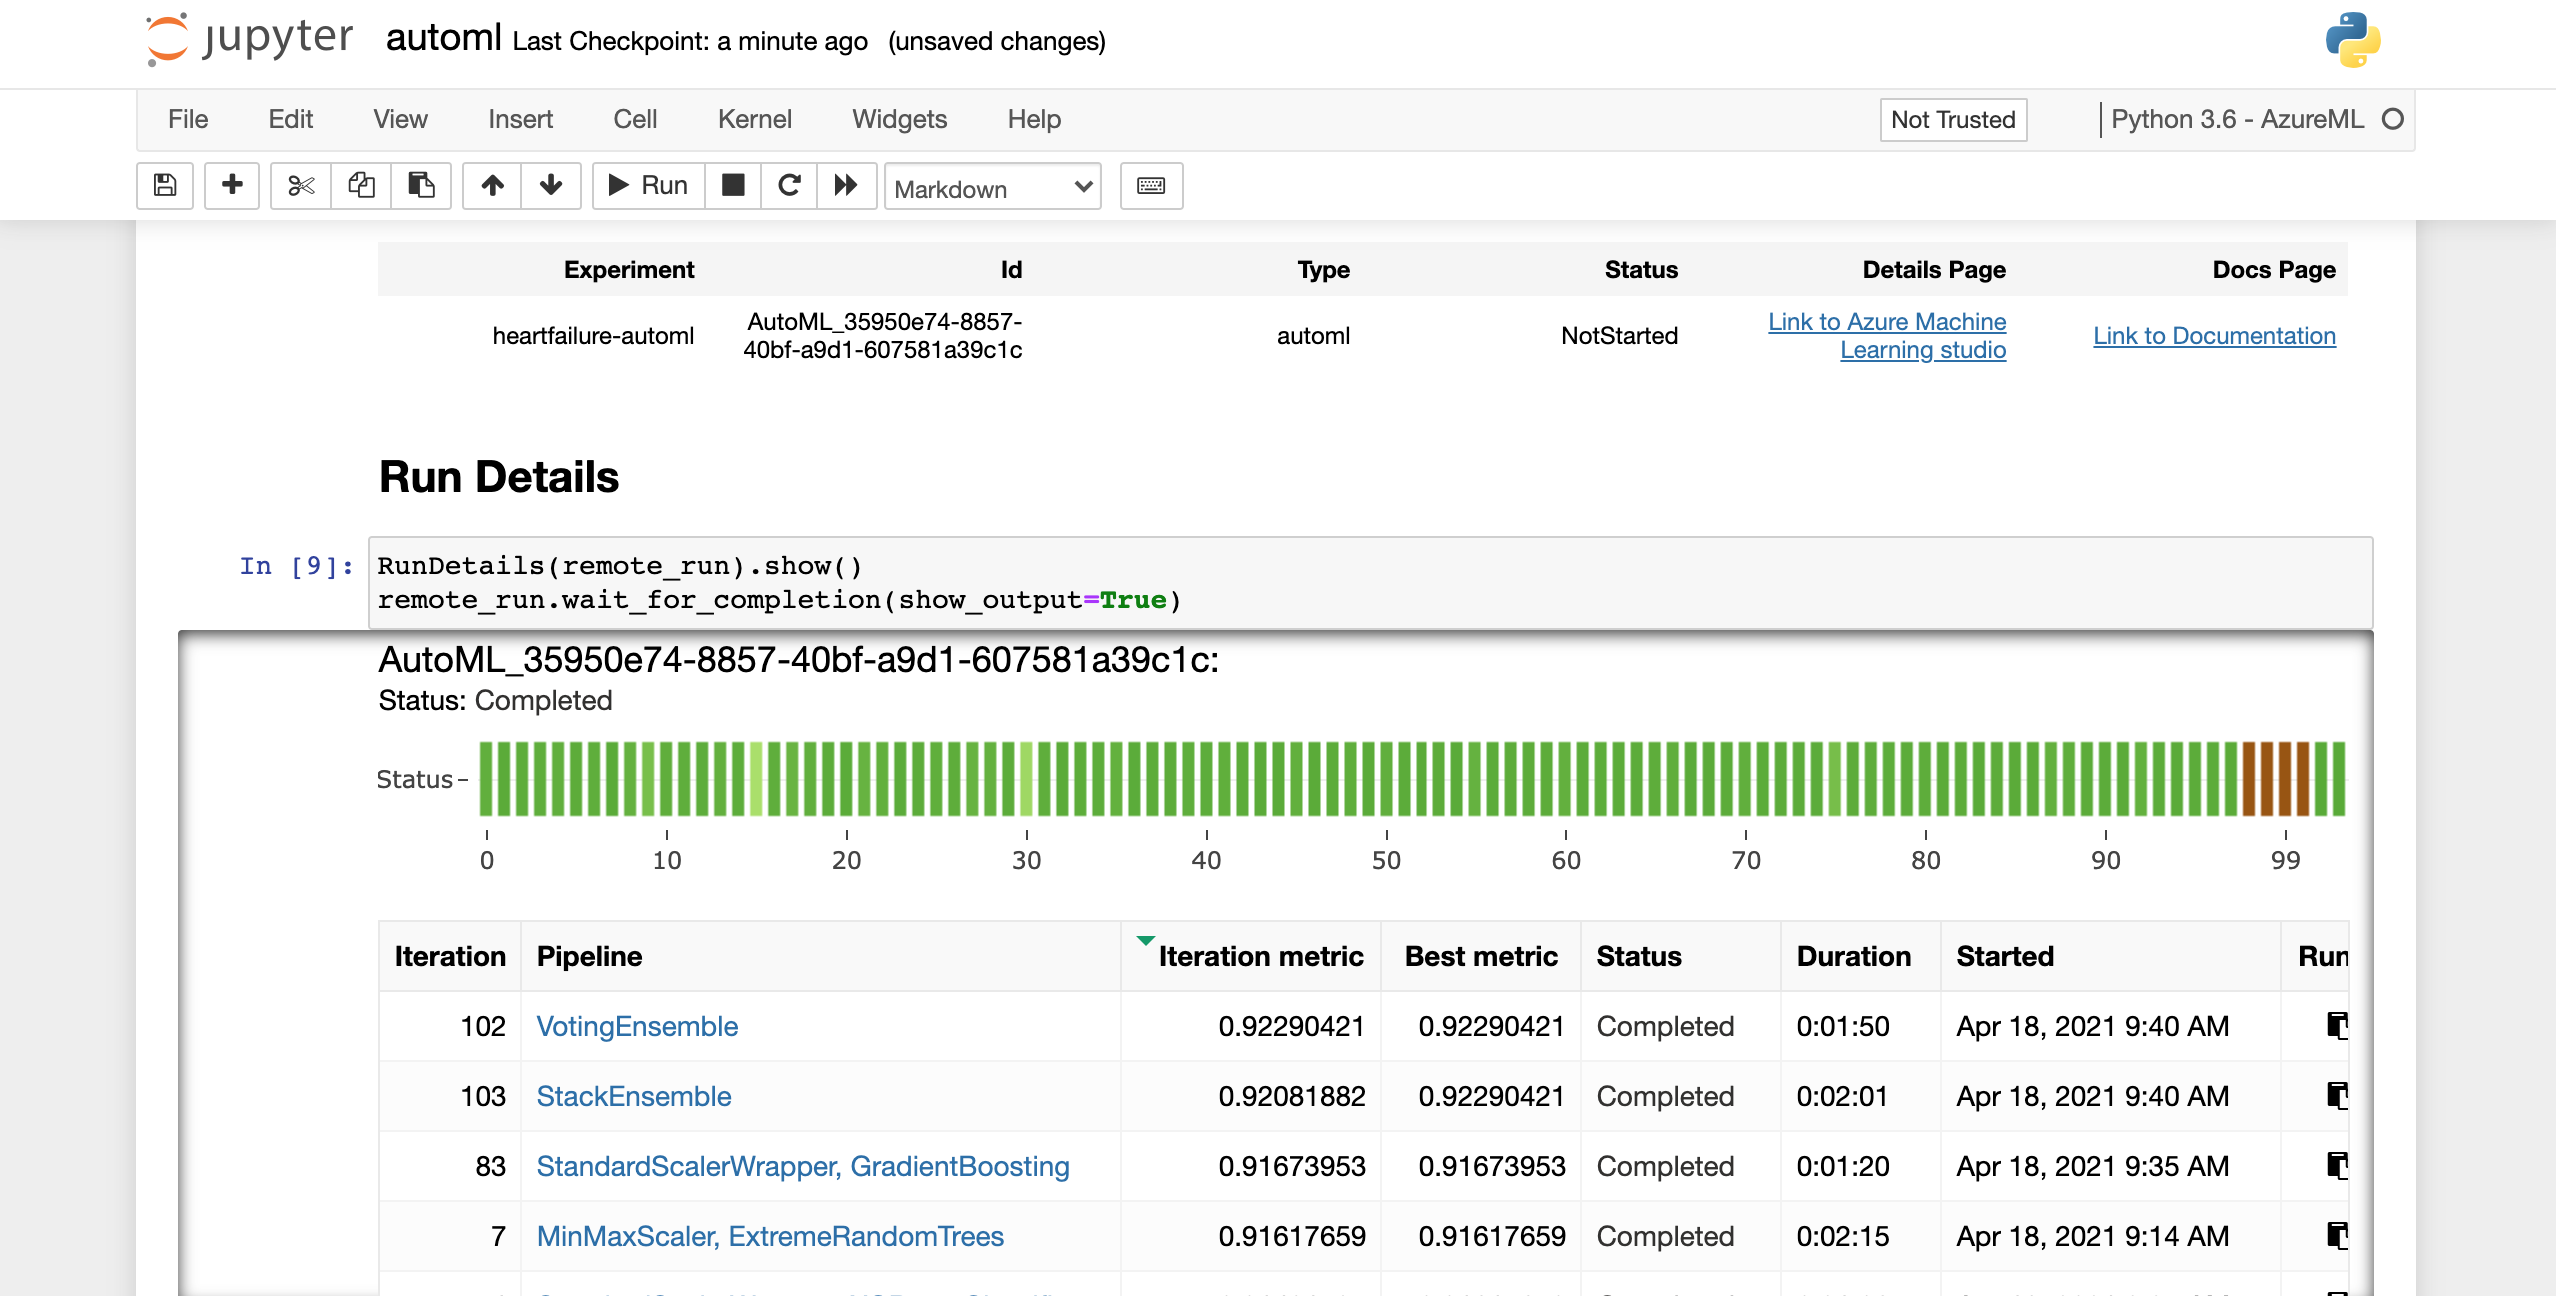 jupyter automl Last Checkpoint: a minute ago (unsaved changes)
File Edit View Insert Cell Kernel Widgets Help Not Trusted Python 3.6 - AzureML
Run Markdown
Experiment Id Type Status Details Page Docs Page
heartfailure-automl AutoML_35950e74-8857-40bf-a9d1-607581a39c1c automl NotStarted Link to Azure Machine Learning studio Link to Documentation
Run Details
In [9]: RunDetails(remote_run).show()
remote_run.wait_for_completion(show_output=True)
AutoML_35950e74-8857-40bf-a9d1-607581a39c1c:
Status: Completed
Status
0 10 20 30 40 50 60 70 80 90 99
Iteration Pipeline Iteration metric Best metric Status Duration Started Run
102 VotingEnsemble 0.92290421 0.92290421 Completed 0:01:50 Apr 18, 2021 9:40 AM
103 StackEnsemble 0.92081882 0.92290421 Completed 0:02:01 Apr 18, 2021 9:40 AM
83 StandardScalerWrapper, GradientBoosting 0.91673953 0.91673953 Completed 0:01:20 Apr 18, 2021 9:35 AM
7 MinMaxScaler, ExtremeRandomTrees 0.91617659 0.91617659 Completed 0:02:15 Apr 18, 2021 9:14 AM